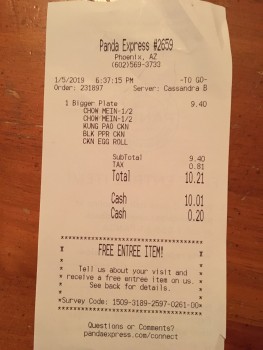 Panda Express #2659
Phoenix, AZ
(602)569-3733
1/5/2019 6:37:15 PM -TO GO-
Order: 231897 Server: Cassandra B
1 Bigger Plate 9.40
CHOW MEIN-1/2
CHOW MEIN-1/2
KUNG PAO CKN
BLK PPR CKN
CKN EGG ROLL
SubTotal 9.40
TAX 0.81
Total 10.21
Cash 10.01
Cash 0.20
FREE ENTREE ITEM!
Tell us about your visit and
receive a free entree item on us.
See back for details.
*Survey Code: 1509-3189-2597-0261-00*
Questions or Comments?
pandaexpress.com/connect